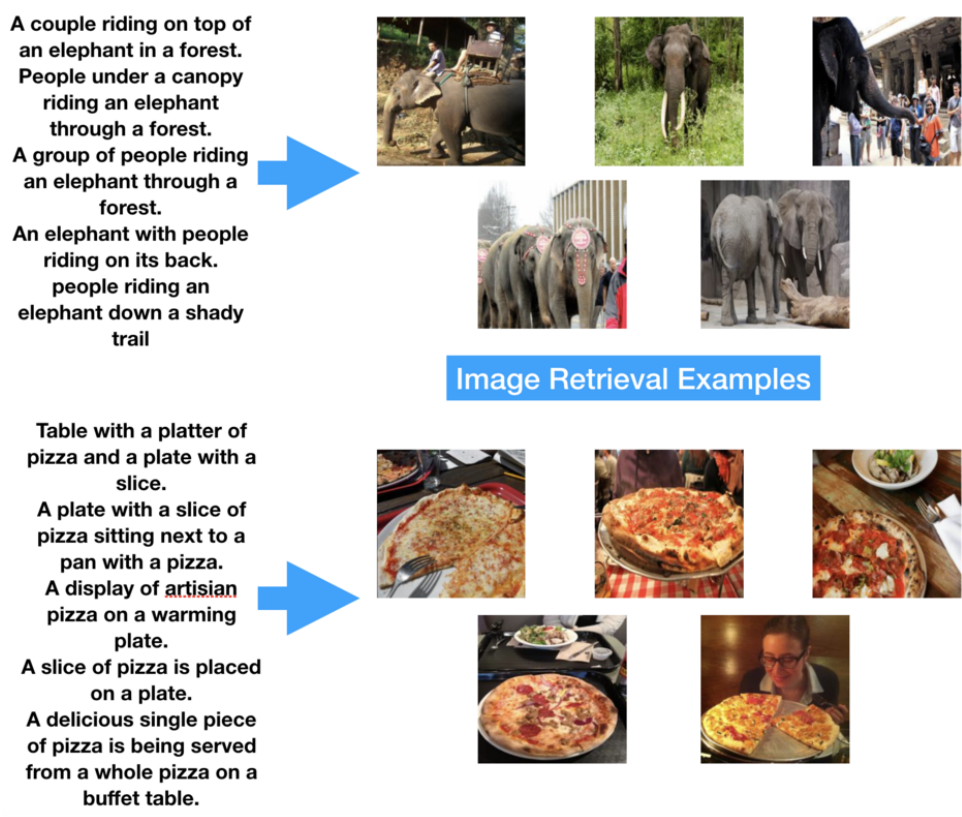 A couple riding on top of
an elephant in a forest.
People under a canopy
riding an elephant
through a forest.
A group of people riding
an elephant through a
forest.
An elephant with people
riding on its back.
people riding an
elephant down a shady
trail
Image Retrieval Examples
Table with a platter of
pizza and a plate with a
slice.
A plate with a slice of
pizza sitting next to a
pan with a pizza.
A display of artisian
pizza on a warming
plate.
A slice of pizza is placed
on a plate.
A delicious single piece
of pizza is being served
from a whole pizza on a
buffet table.